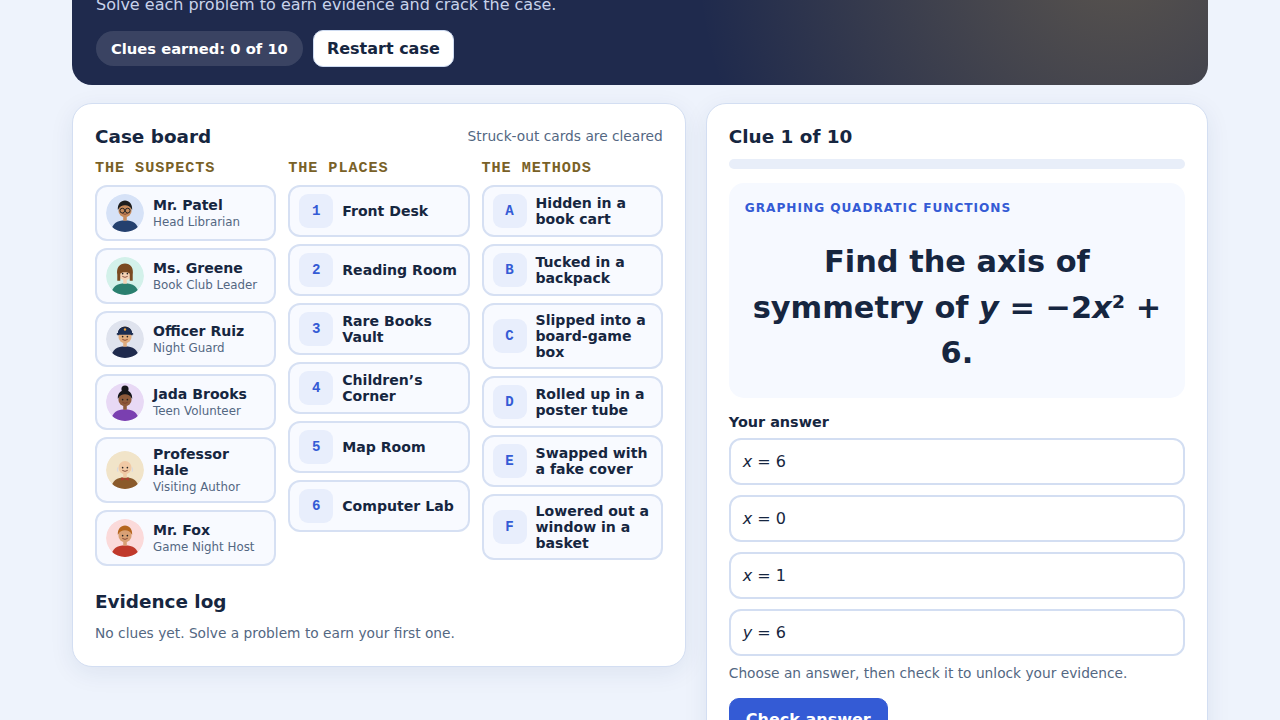 Solve each problem to earn evidence and crack the case.
Clues earned: 0 of 10
Restart case
Case board
Struck-out cards are cleared
THE SUSPECTS
Mr. Patel
Head Librarian
Ms. Greene
Book Club Leader
Officer Ruiz
Night Guard
Jada Brooks
Teen Volunteer
Professor
Hale
Visiting Author
Mr. Fox
Game Night Host
THE PLACES
1 Front Desk
2 Reading Room
3 Rare Books
Vault
4 Children’s
Corner
5 Map Room
6 Computer Lab
THE METHODS
A Hidden in a
book cart
B Tucked in a
backpack
C Slipped into a
board-game
box
D Rolled up in a
poster tube
E Swapped with
a fake cover
F Lowered out a
window in a
basket
Evidence log
No clues yet. Solve a problem to earn your first one.
Clue 1 of 10
GRAPHING QUADRATIC FUNCTIONS
Find the axis of
symmetry of y = −2x² +
6.
Your answer
x = 6
x = 0
x = 1
y = 6
Choose an answer, then check it to unlock your evidence.
Check answer